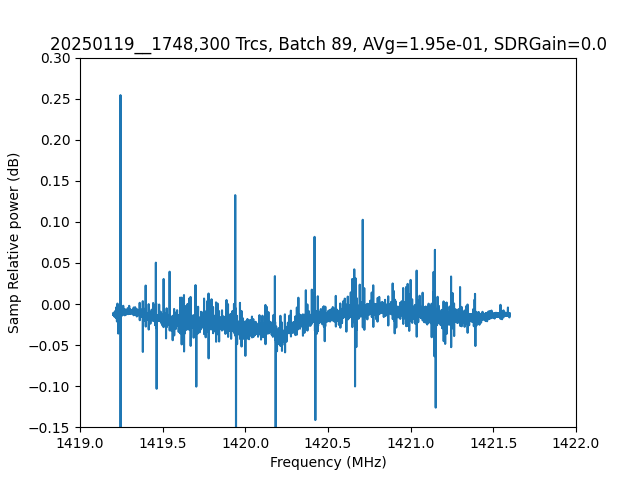 20250119__1748,300 Trcs, Batch 89, AVg=1.95e-01, SDRGain=0.0
0.30
0.25
0.20
0.15
0.10
0.05
0.00
−0.05
−0.10
−0.15
Samp Relative power (dB)
1419.0 1419.5 1420.0 1420.5 1421.0 1421.5 1422.0
Frequency (MHz)